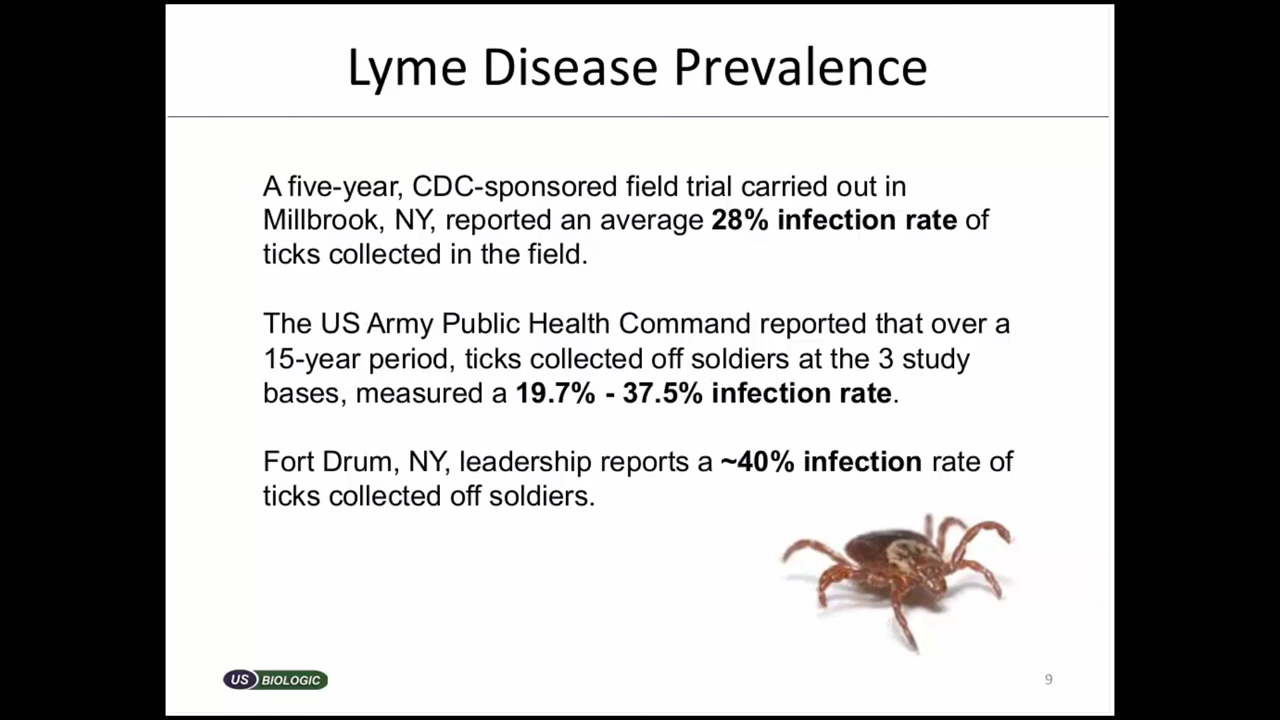 Lyme Disease Prevalence
A five-year, CDC-sponsored field trial carried out in
Millbrook, NY, reported an average 28% infection rate of
ticks collected in the field.
The US Army Public Health Command reported that over a
15-year period, ticks collected off soldiers at the 3 study
bases, measured a 19.7% - 37.5% infection rate.
Fort Drum, NY, leadership reports a ~40% infection rate of
ticks collected off soldiers.
US BIOLOGIC
9